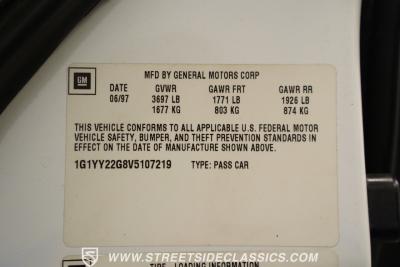 GM
MFD BY GENERAL MOTORS CORP
DATE GVWR GAWR FRT GAWR RR
06/97 3697 LB 1771 LB 1926 LB
1677 KG 803 KG 874 KG
THIS VEHICLE CONFORMS TO ALL APPLICABLE U.S. FEDERAL MOTOR
VEHICLE SAFETY, BUMPER, AND THEFT PREVENTION STANDARDS IN
EFFECT ON THE DATE OF MANUFACTURE SHOWN ABOVE.
1G1YY22G8V5107219 TYPE: PASS CAR
WWW.STREETSIDECLASSICS.COM
TIRE - LOADING INFORMATION